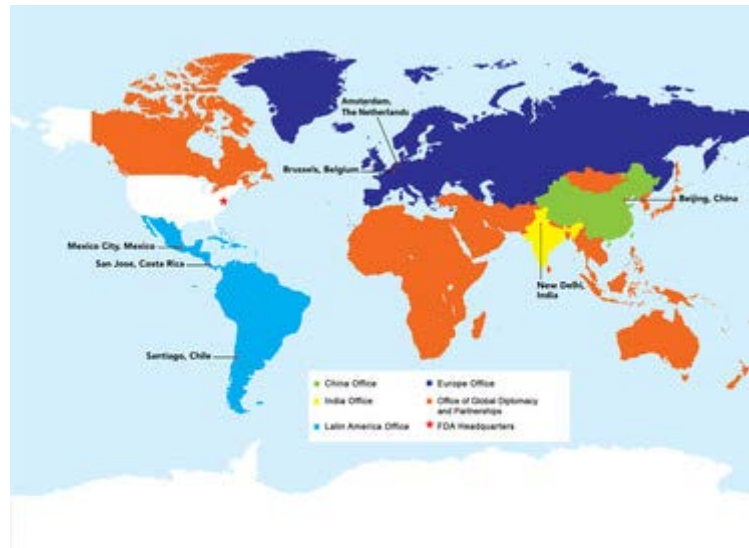 Amsterdam,
The Netherlands
Brussels, Belgium
Beijing, China
Mexico City, Mexico
San Jose, Costa Rica
New Delhi,
India
Santiago, Chile
China Office
Europe Office
India Office
Office of Global Diplomacy
and Partnerships
Latin America Office
FDA Headquarters